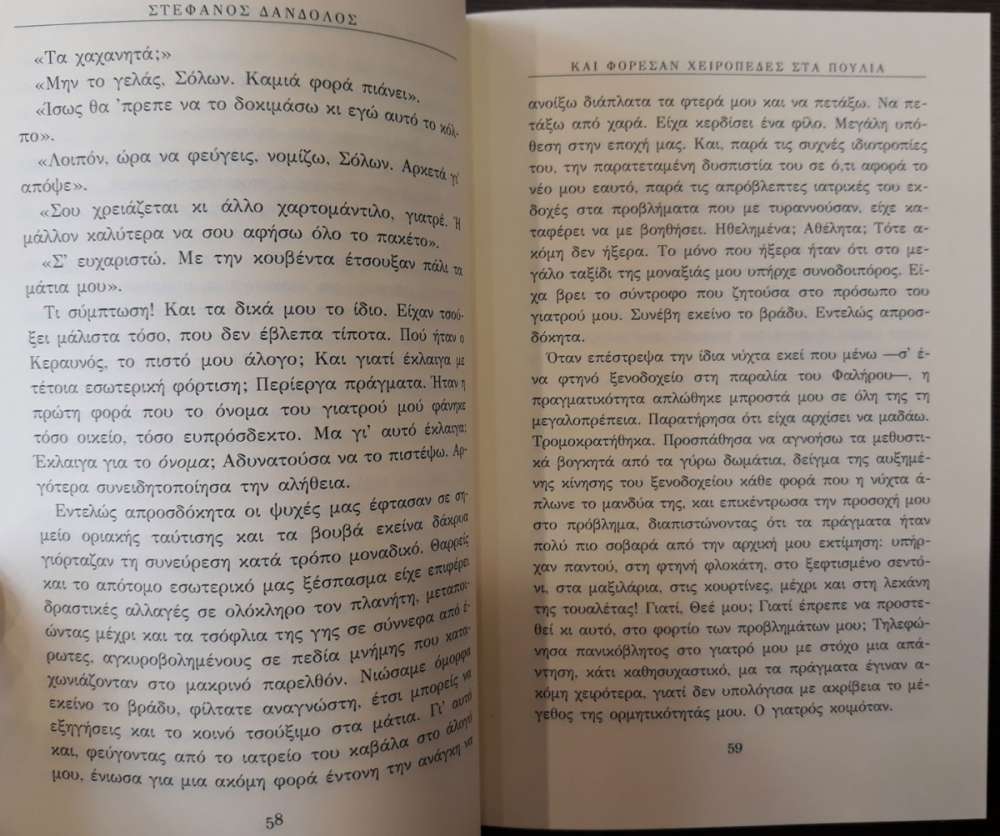 ΣΤΕΦΑΝΟΣ ΔΑΝΔΟΛΟΣ
«Τα χαχανητά;»
«Μην το γελάς, Σόλων. Καμιά φορά πιάνει».
«Ίσως θα 'πρεπε να το δοκιμάσω κι εγώ αυτό το κόλ-
πο».
«Λοιπόν, ώρα να φεύγεις, νομίζω, Σόλων. Αρκετά γι'
απόψε».
«Σου χρειάζεται κι άλλο χαρτομάντιλο, γιατρέ. Ή
μάλλον καλύτερα να σου αφήσω όλο το πακέτο».
«Σ' ευχαριστώ. Με την κουβέντα έτσουξαν πάλι τα
μάτια μου».
Τι σύμπτωση! Και τα δικά μου το ίδιο. Είχαν τσού-
ξει μάλιστα τόσο, που δεν έβλεπα τίποτα. Πού ήταν ο
Κεραυνός, το πιστό μου άλογο; Και γιατί έκλαιγα με
τέτοια εσωτερική φόρτιση; Περίεργα πράγματα. Ήταν η
πρώτη φορά που το όνομα του γιατρού μού φάνηκε
τόσο οικείο, τόσο ευπρόσδεκτο. Μα γι' αυτό έκλαιγα;
Έκλαιγα για το όνομα; Αδυνατούσα να το πιστέψω. Αρ-
γότερα συνειδητοποίησα την αλήθεια.
Εντελώς απροσδόκητα οι ψυχές μας έφτασαν σε ση-
μείο οριακής ταύτισης και τα βουβά εκείνα δάκρυα
γιόρταζαν τη συνεύρεση κατά τρόπο μοναδικό. Θαρρείς
και το απότομο εσωτερικό μας ξέσπασμα είχε επιφέρει
δραστικές αλλαγές σε ολόκληρο τον πλανήτη, μεταποι-
ώντας μέχρι και τα τσόφλια της γης σε σύννεφα από έ-
ρωτες, αγκυροβολημένους σε πεδία μνήμης που κατα-
χωνιάζονταν στο μακρινό παρελθόν. Νιώσαμε όμορφα
εκείνο το βράδυ, φίλτατε αναγνώστη, έτσι μπορείς να
εξηγήσεις και το κοινό τσούξιμο στα μάτια. Γι' αυτό
και, φεύγοντας από το ιατρείο του καβάλα στο άλογό
μου, ένιωσα για μια ακόμη φορά έντονη την ανάγκη να
58
ΚΑΙ ΦΟΡΕΣΑΝ ΧΕΙΡΟΠΕΔΕΣ ΣΤΑ ΠΟΥΛΙΑ
ανοίξω διάπλατα τα φτερά μου και να πετάξω. Να πε-
τάξω από χαρά. Είχα κερδίσει ένα φίλο. Μεγάλη υπό-
θεση στην εποχή μας. Και, παρά τις συχνές ιδιοτροπίες
του, την παρατεταμένη δυσπιστία του σε ό,τι αφορά το
νέο μου εαυτό, παρά τις απρόβλεπτες ιατρικές του εκ-
δοχές στα προβλήματα που με τυραννούσαν, είχε κα-
ταφέρει να με βοηθήσει. Ηθελημένα; Αθέλητα; Τότε α-
κόμη δεν ήξερα. Το μόνο που ήξερα ήταν ότι στο με-
γάλο ταξίδι της μοναξιάς μου υπήρχε συνοδοιπόρος. Εί-
χα βρει το σύντροφο που ζητούσα στο πρόσωπο του
γιατρού μου. Συνέβη εκείνο το βράδυ. Εντελώς απροσ-
δόκητα.
Όταν επέστρεψα την ίδια νύχτα εκεί που μένω —σ' έ-
να φτηνό ξενοδοχείο στη παραλία του Φαλήρου—, η
πραγματικότητα απλώθηκε μπροστά μου σε όλη της τη
μεγαλοπρέπεια. Παρατήρησα ότι είχα αρχίσει να μαδάω.
Τρομοκρατήθηκα. Προσπάθησα να αγνοήσω τα μεθυστι-
κά βογκητά από τα γύρω δωμάτια, δείγμα της αυξημέ-
νης κίνησης του ξενοδοχείου κάθε φορά που η νύχτα ά-
πλωνε το μανδύα της, και επικέντρωσα την προσοχή μου
στο πρόβλημα, διαπιστώνοντας ότι τα πράγματα ήταν
πολύ πιο σοβαρά από την αρχική μου εκτίμηση: υπήρ-
χαν παντού, στη φτηνή φλοκάτη, στο ξεφτισμένο σεντό-
νι, στα μαξιλάρια, στις κουρτίνες, μέχρι και στη λεκάνη
της τουαλέτας! Γιατί, Θεέ μου; Γιατί έπρεπε να προστε-
θεί κι αυτό, στο φορτίο των προβλημάτων μου; Τηλεφώ-
νησα πανικόβλητος στο γιατρό μου με στόχο μια απά-
ντηση, κάτι καθησυχαστικό, μα τα πράγματα έγιναν α-
κόμη χειρότερα, γιατί δεν υπολόγισα με ακρίβεια το μέ-
γεθος της ορμητικότητάς μου. Ο γιατρός κοιμόταν.
59